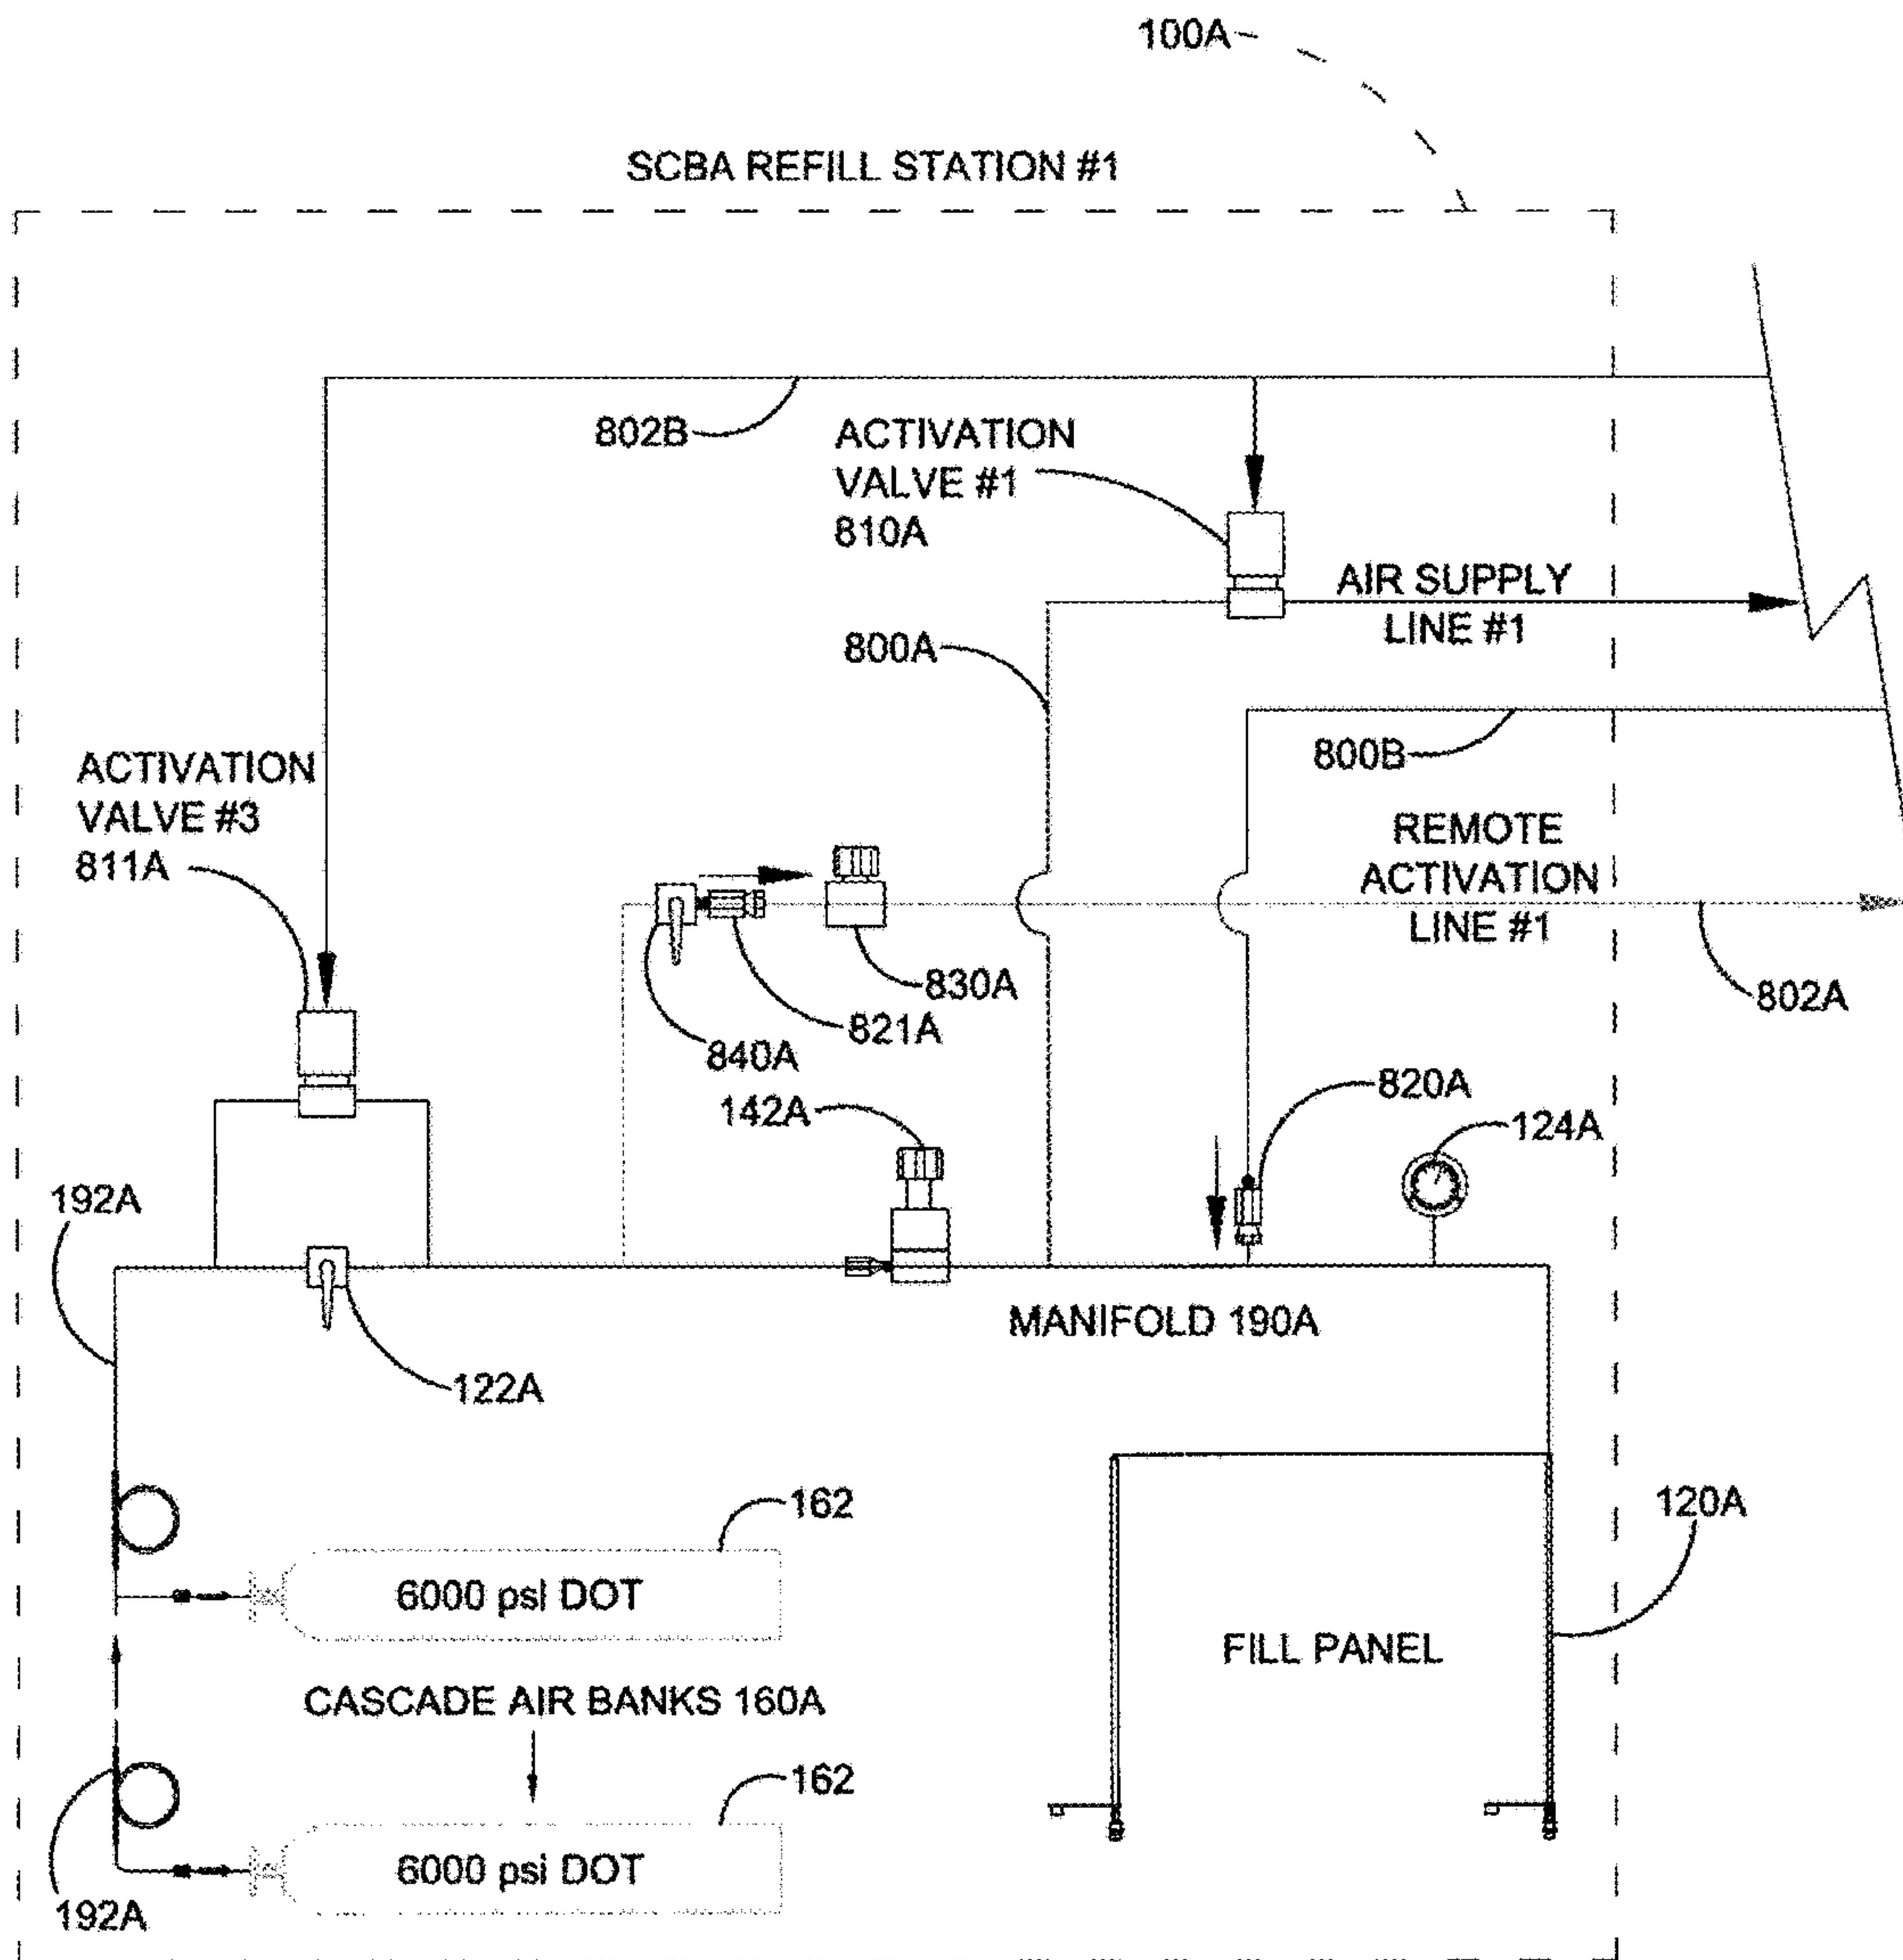 100A
SCBA REFILL STATION #1
802B
ACTIVATION
VALVE #1
810A
AIR SUPPLY
LINE #1
800A
800B
ACTIVATION
VALVE #3
811A
REMOTE
ACTIVATION
LINE #1
830A
802A
821A
840A
820A
142A
124A
192A
MANIFOLD 190A
122A
162
120A
6000 psi DOT
FILL PANEL
CASCADE AIR BANKS 160A
162
6000 psi DOT
192A